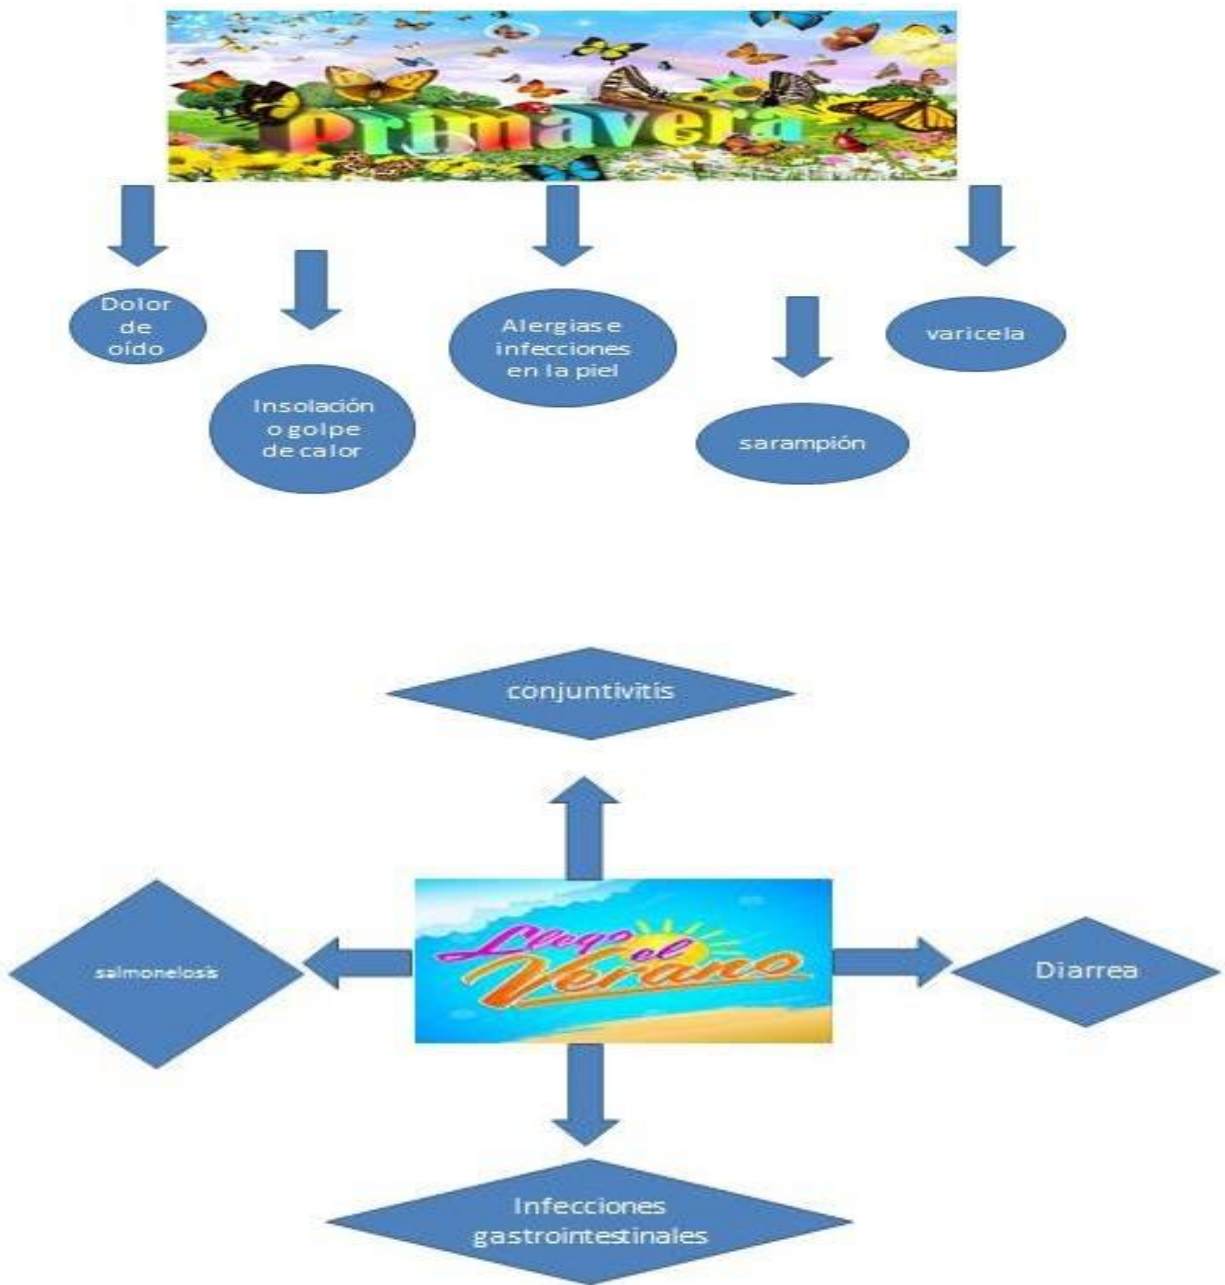 Primavera
Dolor
de
oído
Insolación
o golpe
de calor
Alergias e
infecciones
en la piel
sarampión
varicela
conjuntivitis
salmonelosis
Llego el
Verano
Diarrea
Infecciones
gastrointestinales